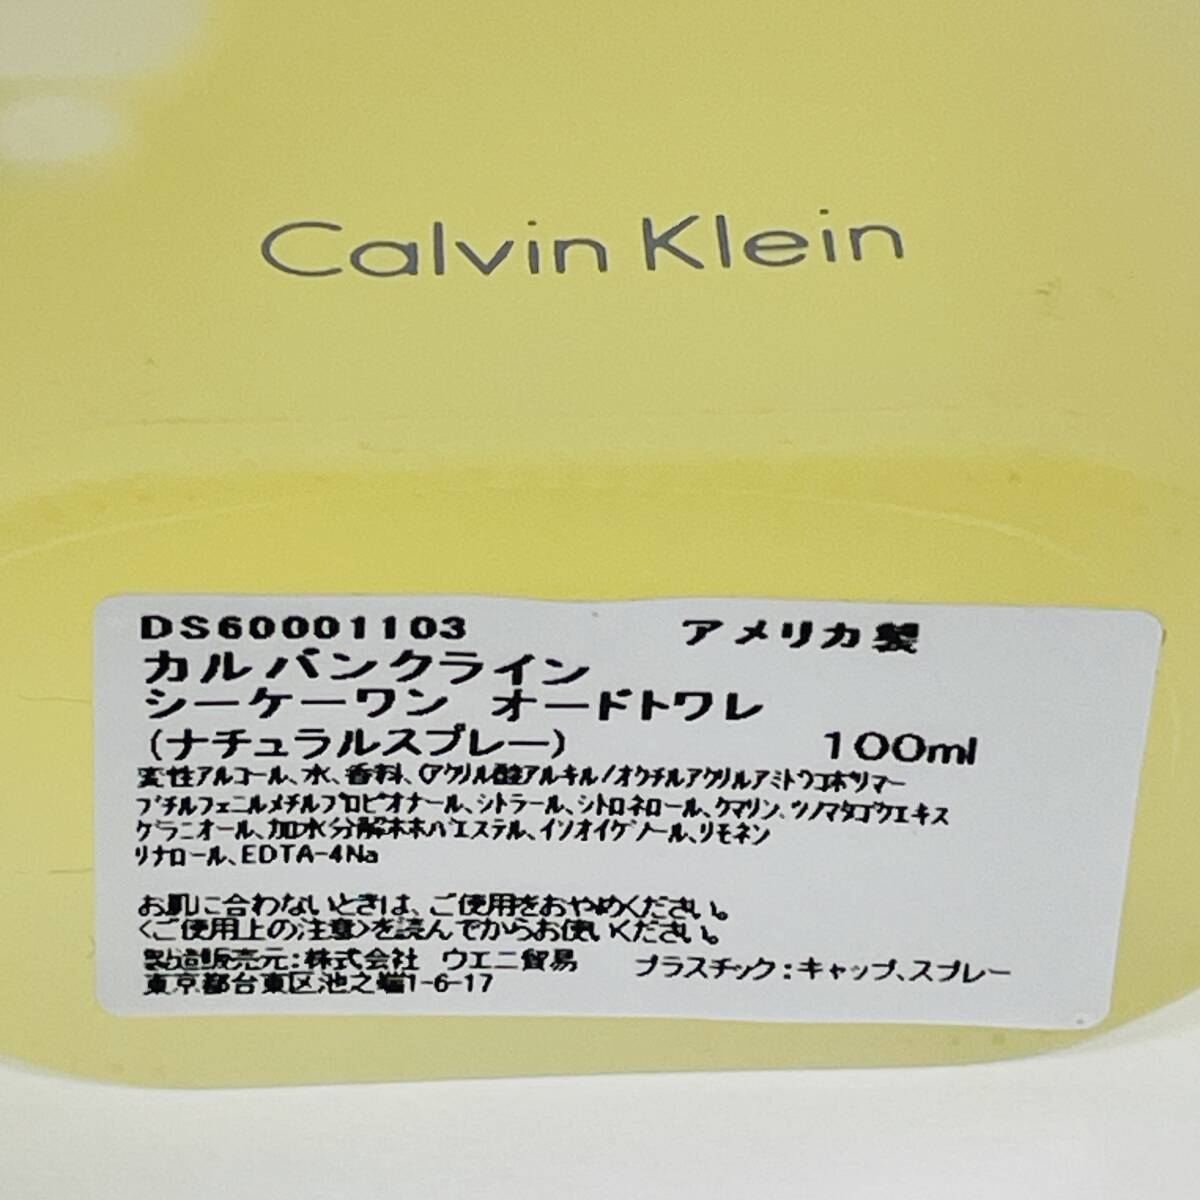 Calvin Klein
DS60001103 アメリカ製
カルバンクライン
シーケーワン オードトワレ
(ナチュラルスプレー) 100ml
変性アルコール、水、香料、(アクリル酸アルキル/オクチルアクリルアミド)コポリマー
ブチルフェニルメチルプロピオナール、シトラール、シトロネロール、クマリン、ツノマタゴケエキス
ゲラニオール、加水分解ホホバエステル、イソオイゲノール、リモネン
リナロール、EDTA-4Na
お肌に合わないときは、ご使用をおやめください。
<ご使用上の注意>を読んでからお使いください。
製造販売元:株式会社 ウエニ貿易 プラスチック:キャップ、スプレー
東京都台東区池之端1-6-17